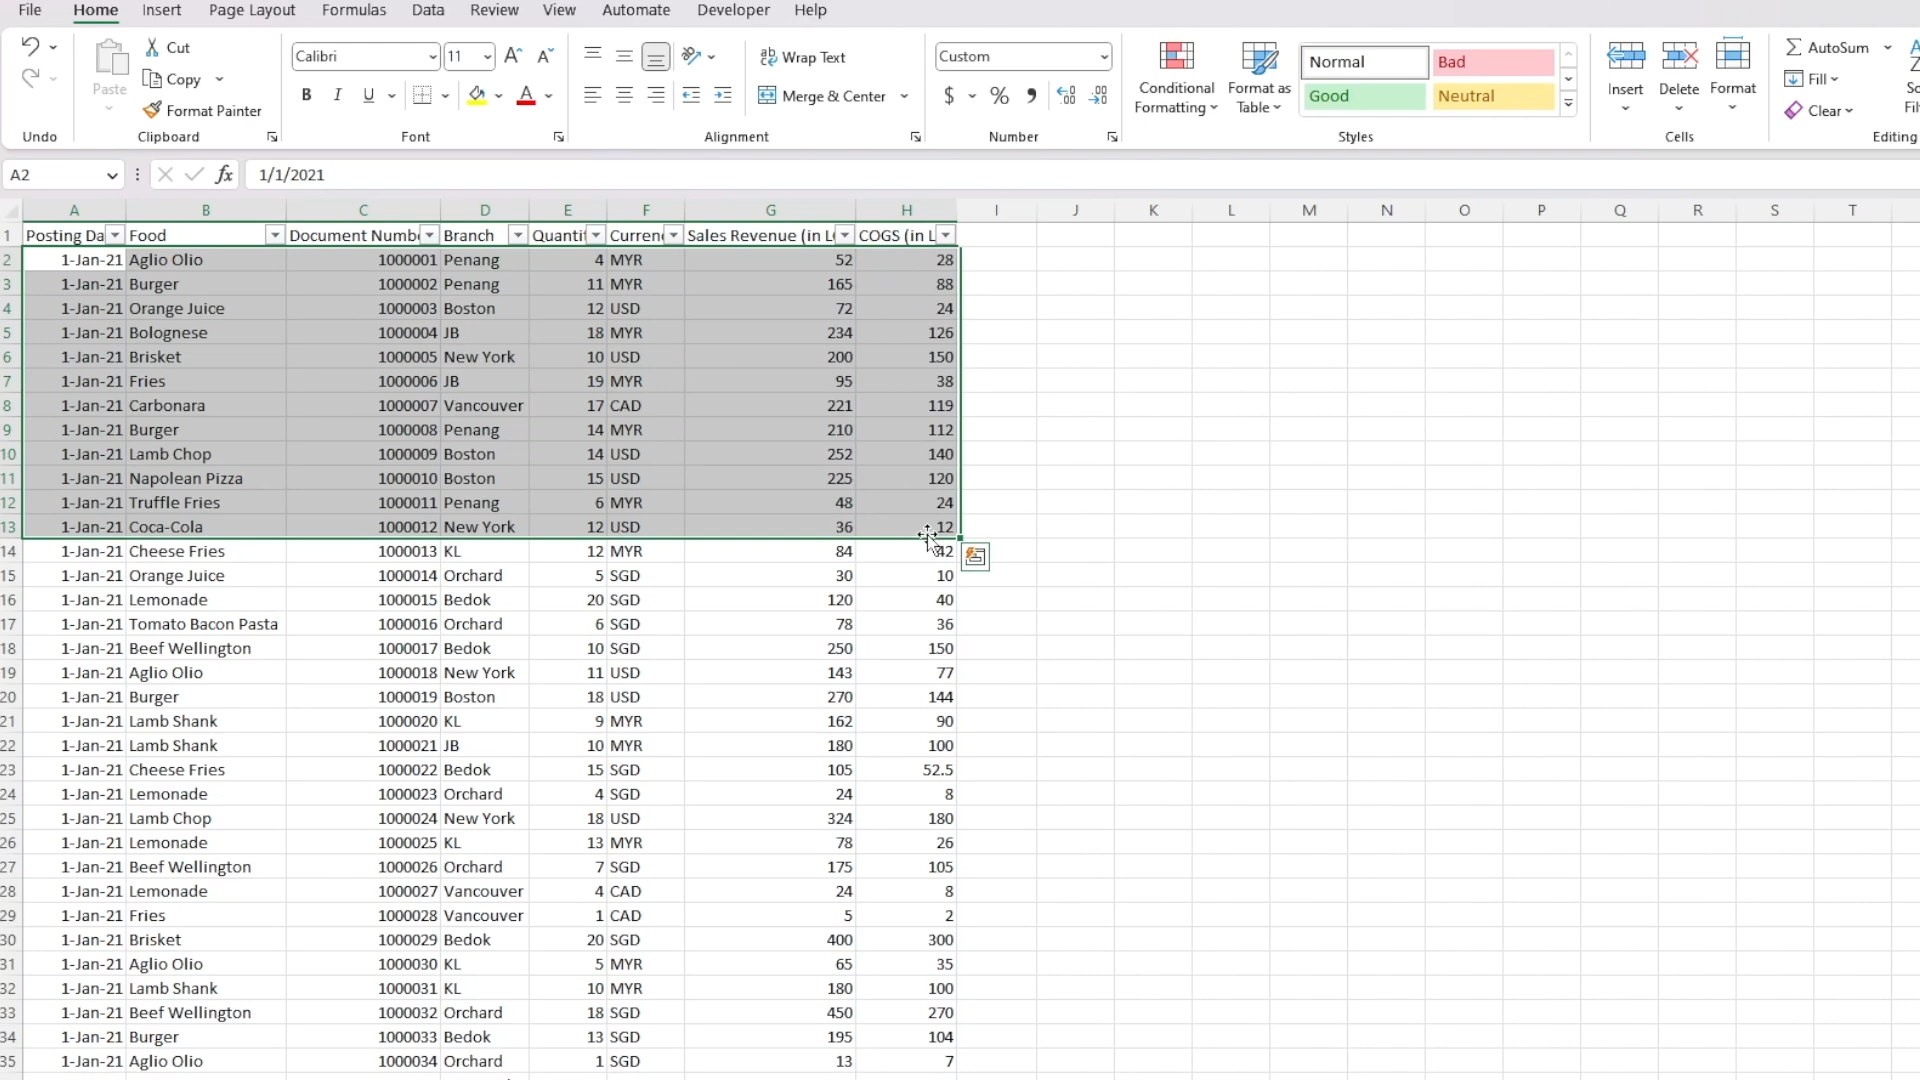 File Home Insert Page Layout Formulas Data Review View Automate Developer Help
Cut
Copy
Format Painter
Paste
Calibri 11
B I U
Wrap Text
Merge & Center
Custom
$ %
Conditional Formatting
Format as Table
Normal Bad
Good Neutral
Insert Delete Format
AutoSum
Fill
Clear
Undo Clipboard Font Alignment Number Styles Cells Editing
A2 fx 1/1/2021
A B C D E F G H I J K L M N O P Q R S T
1 Posting Da Food Document Numb Branch Quanti Curren Sales Revenue (in L COGS (in L
2 1-Jan-21 Aglio Olio 1000001 Penang 4 MYR 52 28
3 1-Jan-21 Burger 1000002 Penang 11 MYR 165 88
4 1-Jan-21 Orange Juice 1000003 Boston 12 USD 72 24
5 1-Jan-21 Bolognese 1000004 JB 18 MYR 234 126
6 1-Jan-21 Brisket 1000005 New York 10 USD 200 150
7 1-Jan-21 Fries 1000006 JB 19 MYR 95 38
8 1-Jan-21 Carbonara 1000007 Vancouver 17 CAD 221 119
9 1-Jan-21 Burger 1000008 Penang 14 MYR 210 112
10 1-Jan-21 Lamb Chop 1000009 Boston 14 USD 252 140
11 1-Jan-21 Napolean Pizza 1000010 Boston 15 USD 225 120
12 1-Jan-21 Truffle Fries 1000011 Penang 6 MYR 48 24
13 1-Jan-21 Coca-Cola 1000012 New York 12 USD 36 12
14 1-Jan-21 Cheese Fries 1000013 KL 12 MYR 84 42
15 1-Jan-21 Orange Juice 1000014 Orchard 5 SGD 30 10
16 1-Jan-21 Lemonade 1000015 Bedok 20 SGD 120 40
17 1-Jan-21 Tomato Bacon Pasta 1000016 Orchard 6 SGD 78 36
18 1-Jan-21 Beef Wellington 1000017 Bedok 10 SGD 250 150
19 1-Jan-21 Aglio Olio 1000018 New York 11 USD 143 77
20 1-Jan-21 Burger 1000019 Boston 18 USD 270 144
21 1-Jan-21 Lamb Shank 1000020 KL 9 MYR 162 90
22 1-Jan-21 Lamb Shank 1000021 JB 10 MYR 180 100
23 1-Jan-21 Cheese Fries 1000022 Bedok 15 SGD 105 52.5
24 1-Jan-21 Lemonade 1000023 Orchard 4 SGD 24 8
25 1-Jan-21 Lamb Chop 1000024 New York 18 USD 324 180
26 1-Jan-21 Lemonade 1000025 KL 13 MYR 78 26
27 1-Jan-21 Beef Wellington 1000026 Orchard 7 SGD 175 105
28 1-Jan-21 Lemonade 1000027 Vancouver 4 CAD 24 8
29 1-Jan-21 Fries 1000028 Vancouver 1 CAD 5 2
30 1-Jan-21 Brisket 1000029 Bedok 20 SGD 400 300
31 1-Jan-21 Aglio Olio 1000030 KL 5 MYR 65 35
32 1-Jan-21 Lamb Shank 1000031 KL 10 MYR 180 100
33 1-Jan-21 Beef Wellington 1000032 Orchard 18 SGD 450 270
34 1-Jan-21 Burger 1000033 Bedok 13 SGD 195 104
35 1-Jan-21 Aglio Olio 1000034 Orchard 1 SGD 13 7